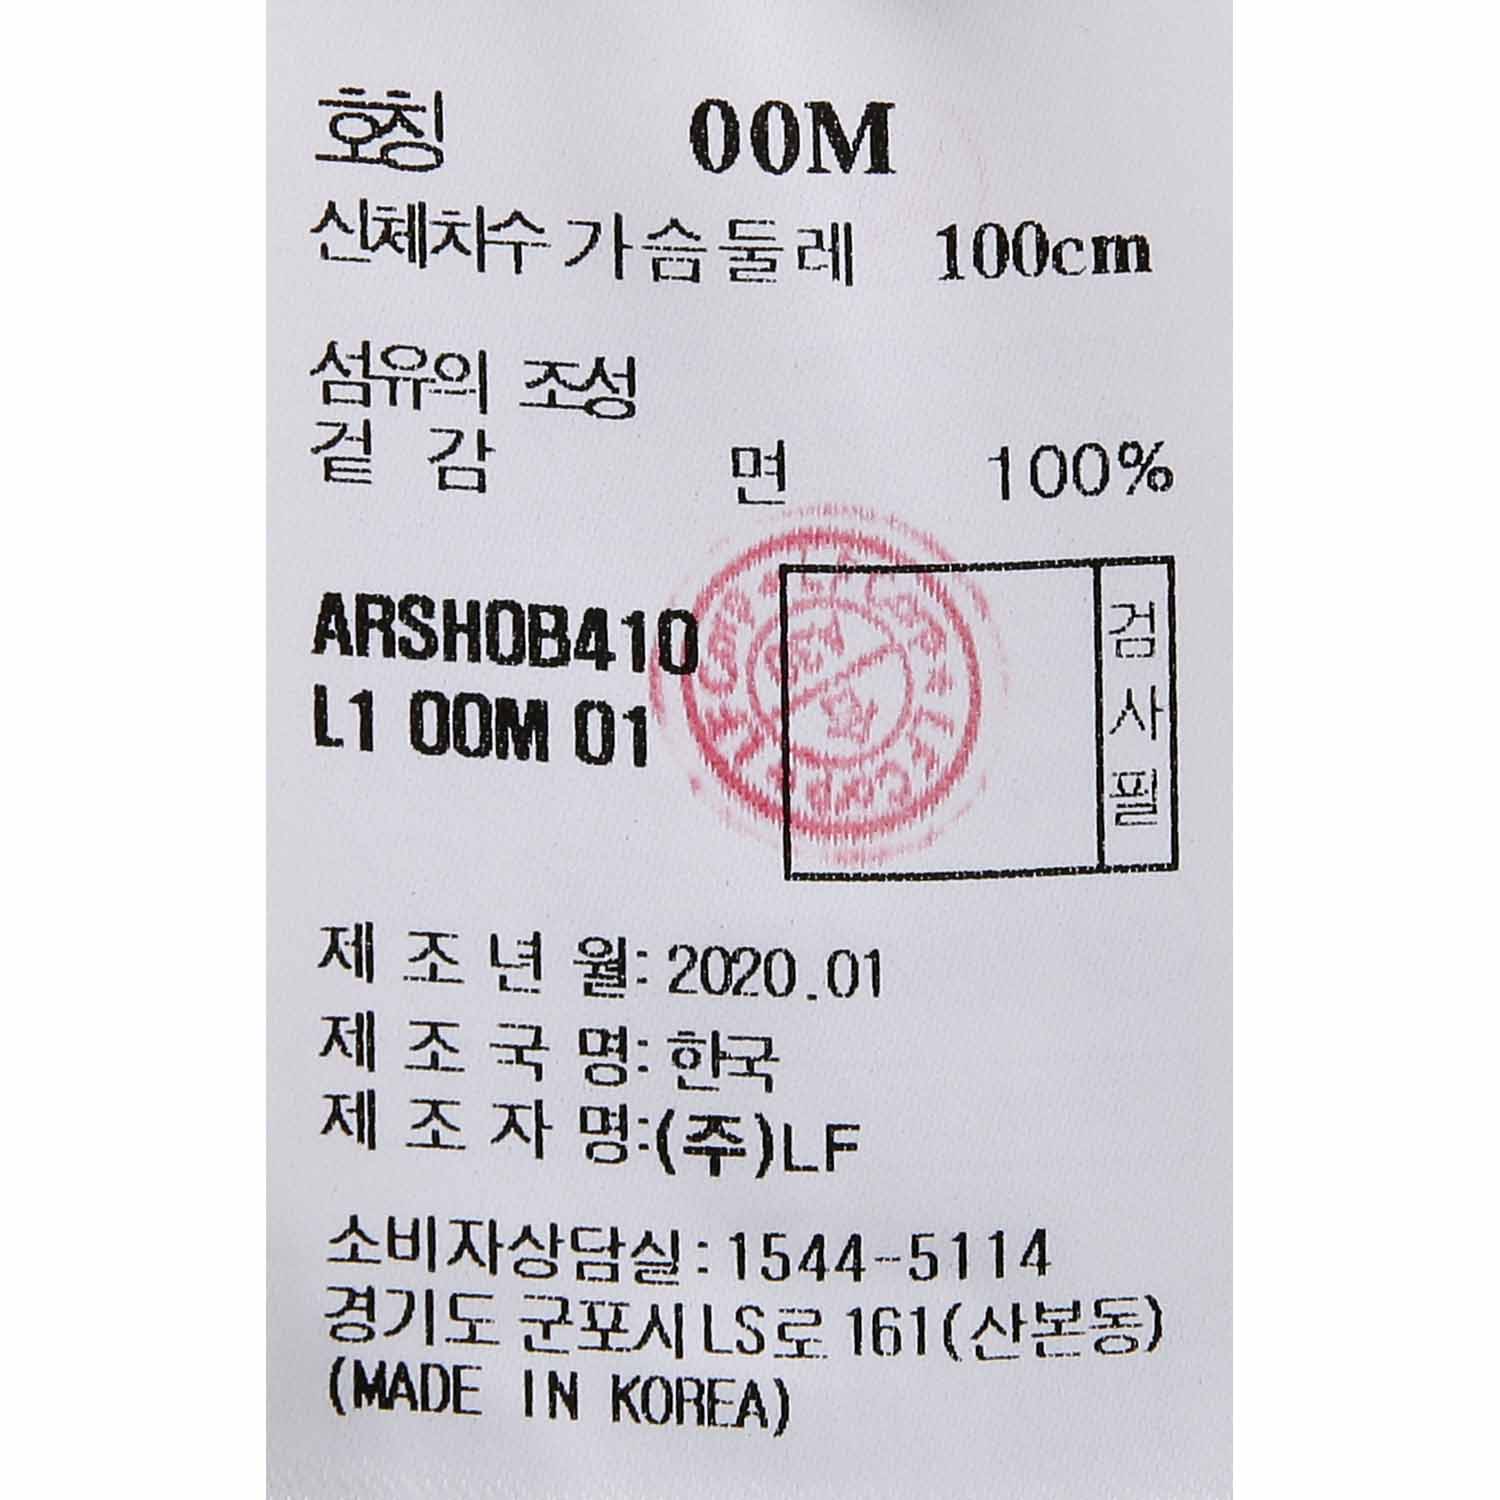 호칭 00M
신체치수 가슴둘레 100cm
섬유의 조성
겉 감 면 100%
ARSH0B410
L1 00M 01
검사필
제 조 년 월: 2020.01
제 조 국 명: 한국
제 조 자 명:(주)LF
소비자상담실:1544-5114
경기도 군포시 LS로 161(산본동)
(MADE IN KOREA)